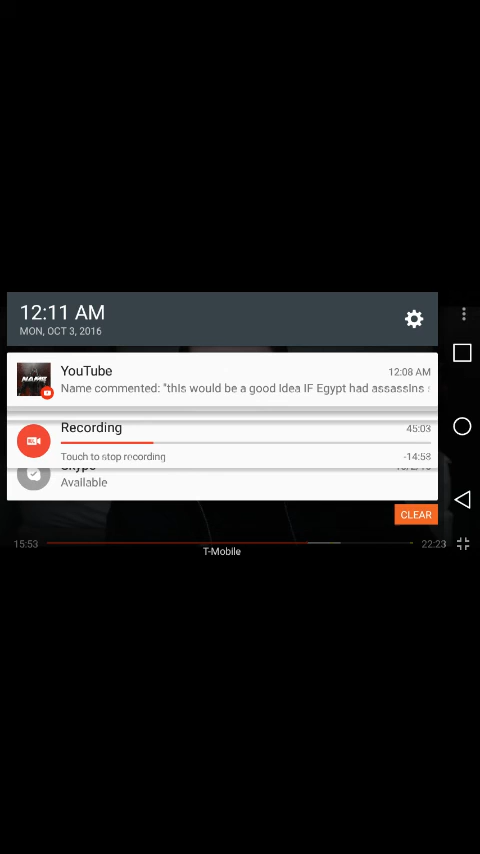 12:11 AM
MON, OCT 3, 2016
NAME
YouTube
12:08 AM
Name commented: "this would be a good idea IF Egypt had assassins
Recording
45:03
Touch to stop recording
-14:58
Skype
Available
CLEAR
15:53
22:23
T-Mobile